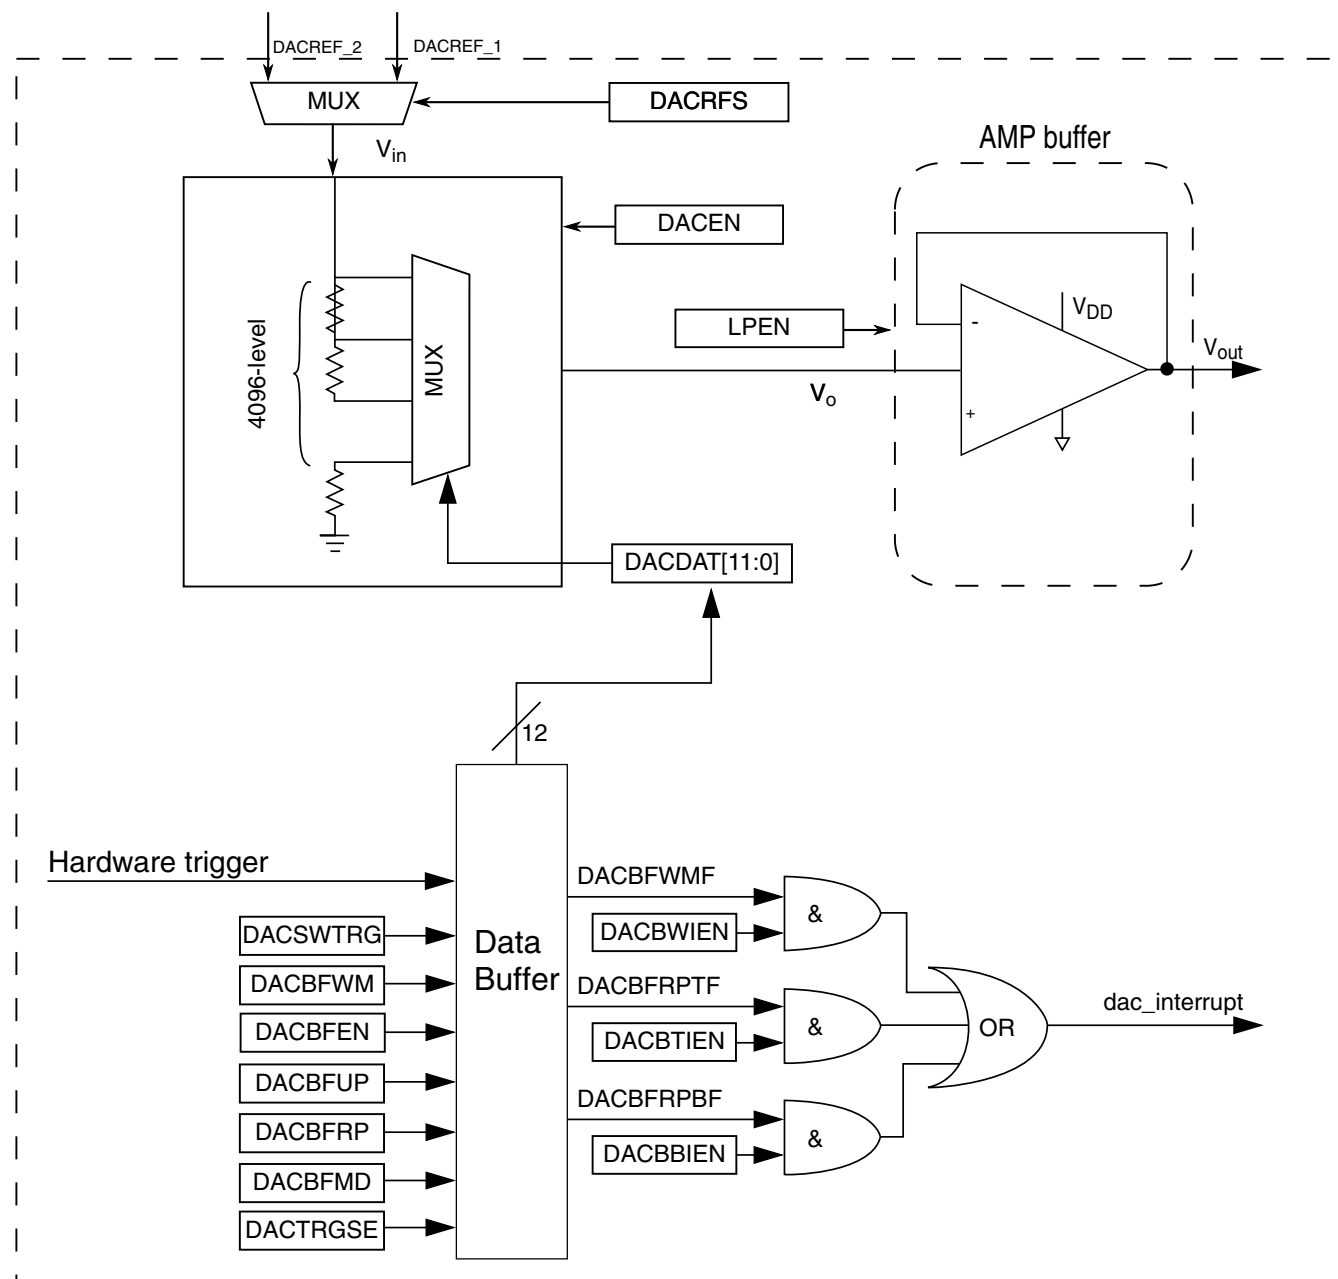 DACREF_2
DACREF_1
MUX
DACRFS
Vin
AMP buffer
DACEN
LPEN
VDD
-
+
Vout
Vo
4096-level
MUX
DACDAT[11:0]
12
Hardware trigger
DACSWTRG
DACBFWM
DACBFEN
DACBFUP
DACBFRP
DACBFMD
DACTRGSE
Data
Buffer
DACBFWMF
DACBWIEN
&
DACBFRPTF
DACBTIEN
&
DACBFRPBF
DACBBIEN
&
OR
dac_interrupt